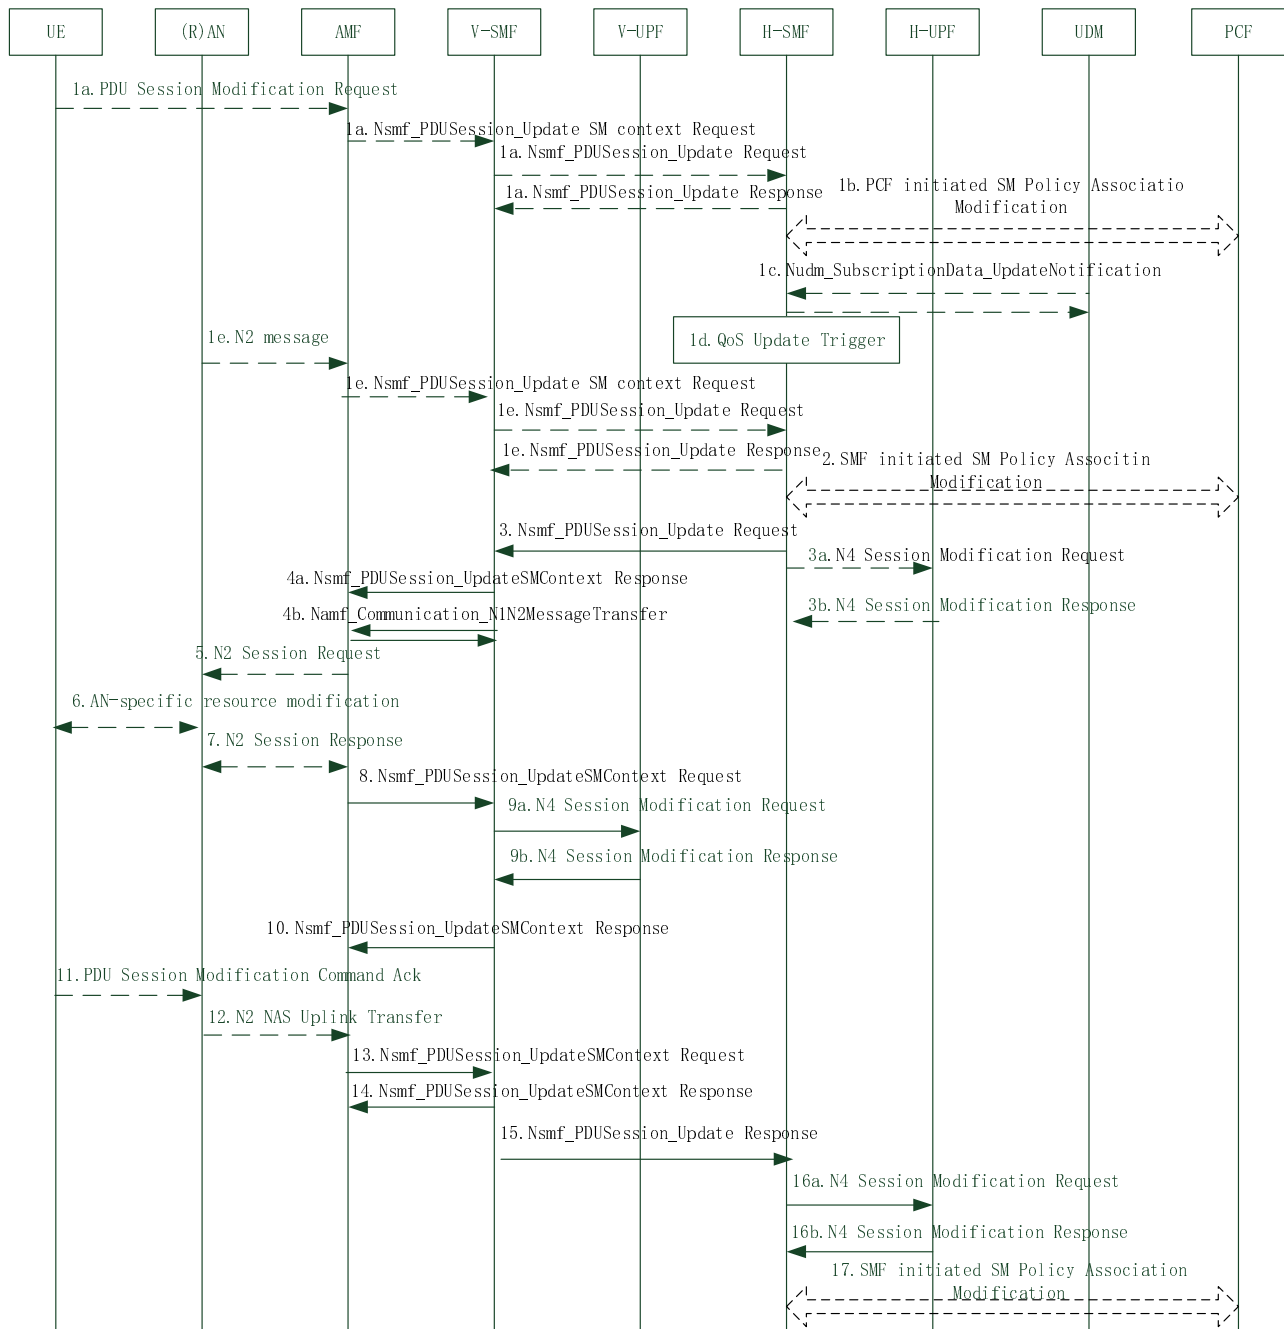 UE
(R)AN
AMF
V-SMF
V-UPF
H-SMF
H-UPF
UDM
PCF
1a.PDU Session Modification Request
1a.Nsmf_PDUSession_Update SM context Request
1a.Nsmf_PDUSession_Update Request
1a.Nsmf_PDUSession_Update Response
1b.PCF initiated SM Policy Associatio
Modification
1c.Nudm_SubscriptionData_UpdateNotification
1e.N2 message
1d.QoS Update Trigger
1e.Nsmf_PDUSession_Update SM context Request
1e.Nsmf_PDUSession_Update Request
1e.Nsmf_PDUSession_Update Response
2.SMF initiated SM Policy Associtin
Modification
3.Nsmf_PDUSession_Update Request
3a.N4 Session Modification Request
4a.Nsmf_PDUSession_UpdateSMContext Response
3b.N4 Session Modification Response
4b.Namf_Communication_N1N2MessageTransfer
5.N2 Session Request
6.AN-specific resource modification
7.N2 Session Response
8.Nsmf_PDUSession_UpdateSMContext Request
9a.N4 Session Modification Request
9b.N4 Session Modification Response
10.Nsmf_PDUSession_UpdateSMContext Response
11.PDU Session Modification Command Ack
12.N2 NAS Uplink Transfer
13.Nsmf_PDUSession_UpdateSMContext Request
14.Nsmf_PDUSession_UpdateSMContext Response
15.Nsmf_PDUSession_Update Response
16a.N4 Session Modification Request
16b.N4 Session Modification Response
17.SMF initiated SM Policy Association
Modification